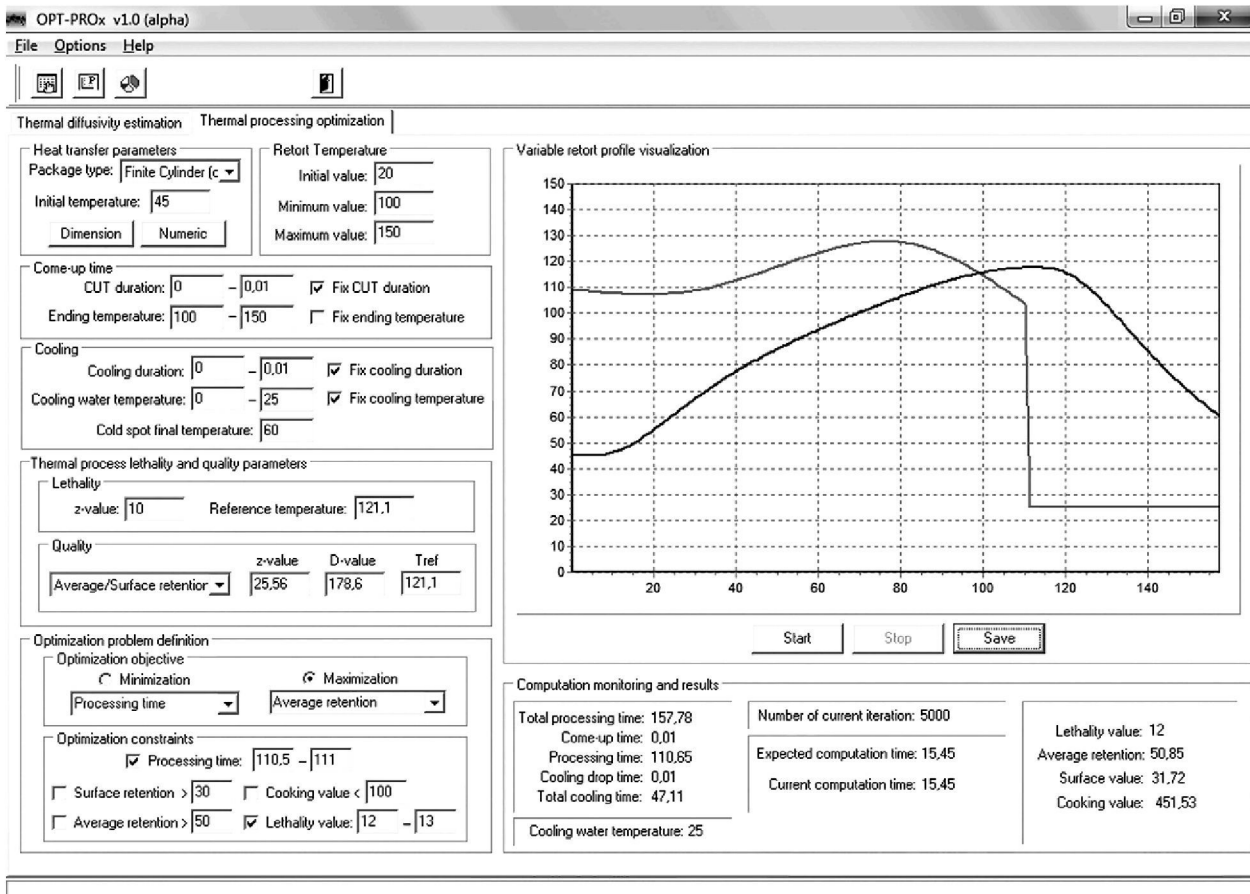 OPT-PROx v1.0 (alpha)
File Options Help
Thermal diffusivity estimation Thermal processing optimization
Heat transfer parameters
Package type: Finite Cylinder (c
Initial temperature: 45
Dimension Numeric
Retort Temperature
Initial value: 20
Minimum value: 100
Maximum value: 150
Come-up time
CUT duration: 0 – 0,01 Fix CUT duration
Ending temperature: 100 – 150 Fix ending temperature
Cooling
Cooling duration: 0 – 0,01 Fix cooling duration
Cooling water temperature: 0 – 25 Fix cooling temperature
Cold spot final temperature: 60
Thermal process lethality and quality parameters
Lethality
z-value: 10 Reference temperature: 121,1
Quality
z-value D-value Tref
Average/Surface retention 25,56 178,6 121,1
Optimization problem definition
Optimization objective
Minimization Maximization
Processing time Average retention
Optimization constraints
Processing time: 110,5 – 111
Surface retention > 30 Cooking value < 100
Average retention > 50 Lethality value: 12 – 13
Variable retort profile visualization
150
140
130
120
110
100
90
80
70
60
50
40
30
20
10
0
20 40 60 80 100 120 140
Start Stop Save
Computation monitoring and results
Total processing time: 157,78
Come-up time: 0,01
Processing time: 110,65
Cooling drop time: 0,01
Total cooling time: 47,11
Cooling water temperature: 25
Number of current iteration: 5000
Expected computation time: 15,45
Current computation time: 15,45
Lethality value: 12
Average retention: 50,85
Surface value: 31,72
Cooking value: 451,53